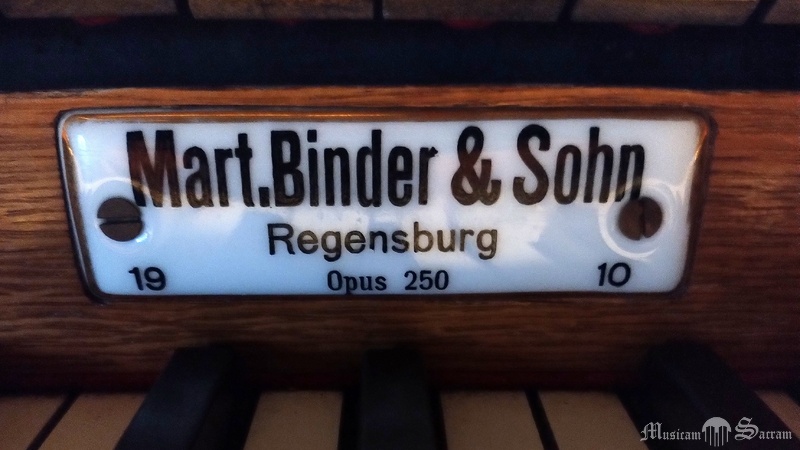 Mart.Binder & Sohn
Regensburg
19 Opus 250 10
Musicam Sacram